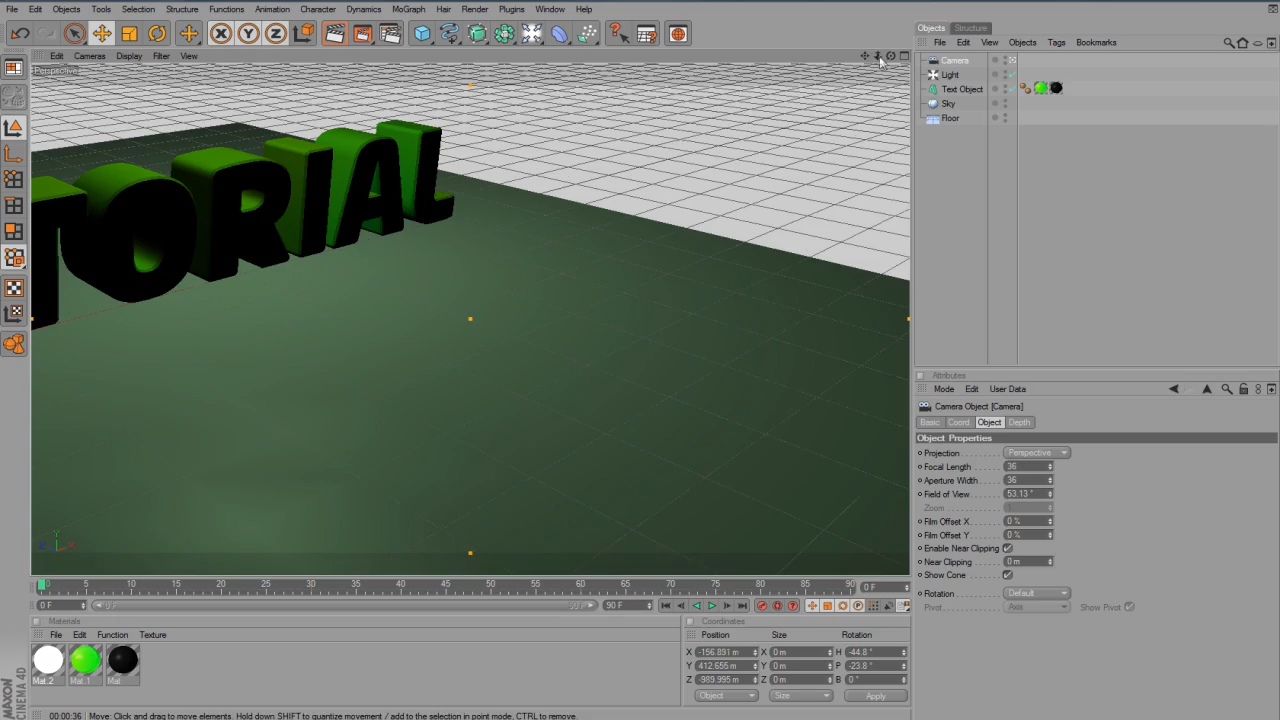 File Edit Objects Tools Selection Structure Functions Animation Character Dynamics MoGraph Hair Render Plugins Window Help
Objects Structure
File Edit View Objects Tags Bookmarks
Edit Cameras Display Filter View
Perspective
Camera
Light
Text Object
Sky
Floor
TORIAL
Attributes
Mode Edit User Data
Camera Object [Camera]
Basic Coord Object Depth
Object Properties
Projection Perspective
Focal Length 36
Aperture Width 36
Field of View 53.13 °
Zoom 1
Film Offset X 0 %
Film Offset Y 0 %
Enable Near Clipping
Near Clipping 0 m
Show Cone
Rotation Default
Pivot Axis Show Pivot
0 5 10 15 20 25 30 35 40 45 50 55 60 65 70 75 80 85 90 0 F
0 F 90 F
Materials
File Edit Function Texture
Mat.2 Mat.1 Mat
Coordinates
Position Size Rotation
X -156.891 m X 0 m H -44.8 °
Y 412.655 m Y 0 m P -23.8 °
Z -989.995 m Z 0 m B 0 °
Object Size Apply
MAXON
CINEMA 4D
00:00:36 Move: Click and drag to move elements. Hold down SHIFT to quantize movement / add to the selection in point mode, CTRL to remove.